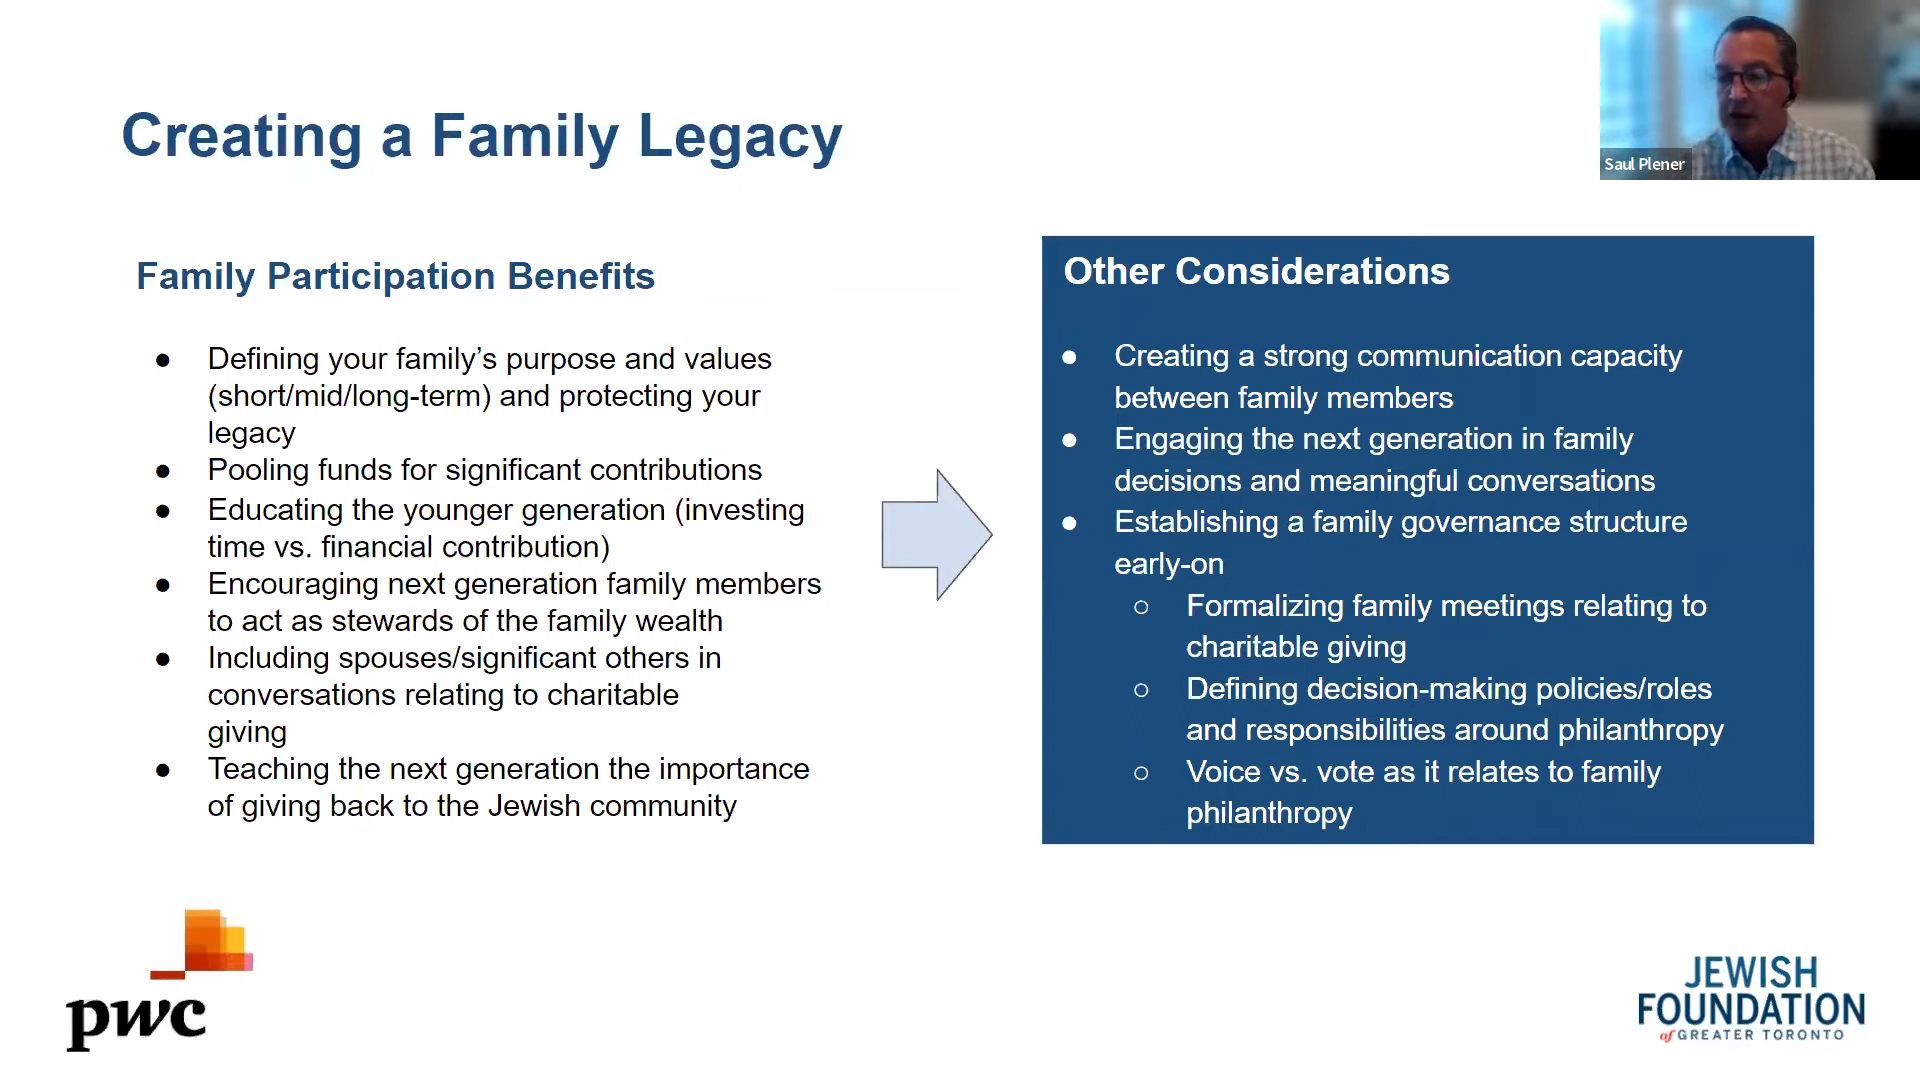 Saul Plener
Creating a Family Legacy
Family Participation Benefits
● Defining your family’s purpose and values
(short/mid/long-term) and protecting your
legacy
● Pooling funds for significant contributions
● Educating the younger generation (investing
time vs. financial contribution)
● Encouraging next generation family members
to act as stewards of the family wealth
● Including spouses/significant others in
conversations relating to charitable
giving
● Teaching the next generation the importance
of giving back to the Jewish community
Other Considerations
● Creating a strong communication capacity
between family members
● Engaging the next generation in family
decisions and meaningful conversations
● Establishing a family governance structure
early-on
○ Formalizing family meetings relating to
charitable giving
○ Defining decision-making policies/roles
and responsibilities around philanthropy
○ Voice vs. vote as it relates to family
philanthropy
pwc
JEWISH
FOUNDATION
of GREATER TORONTO